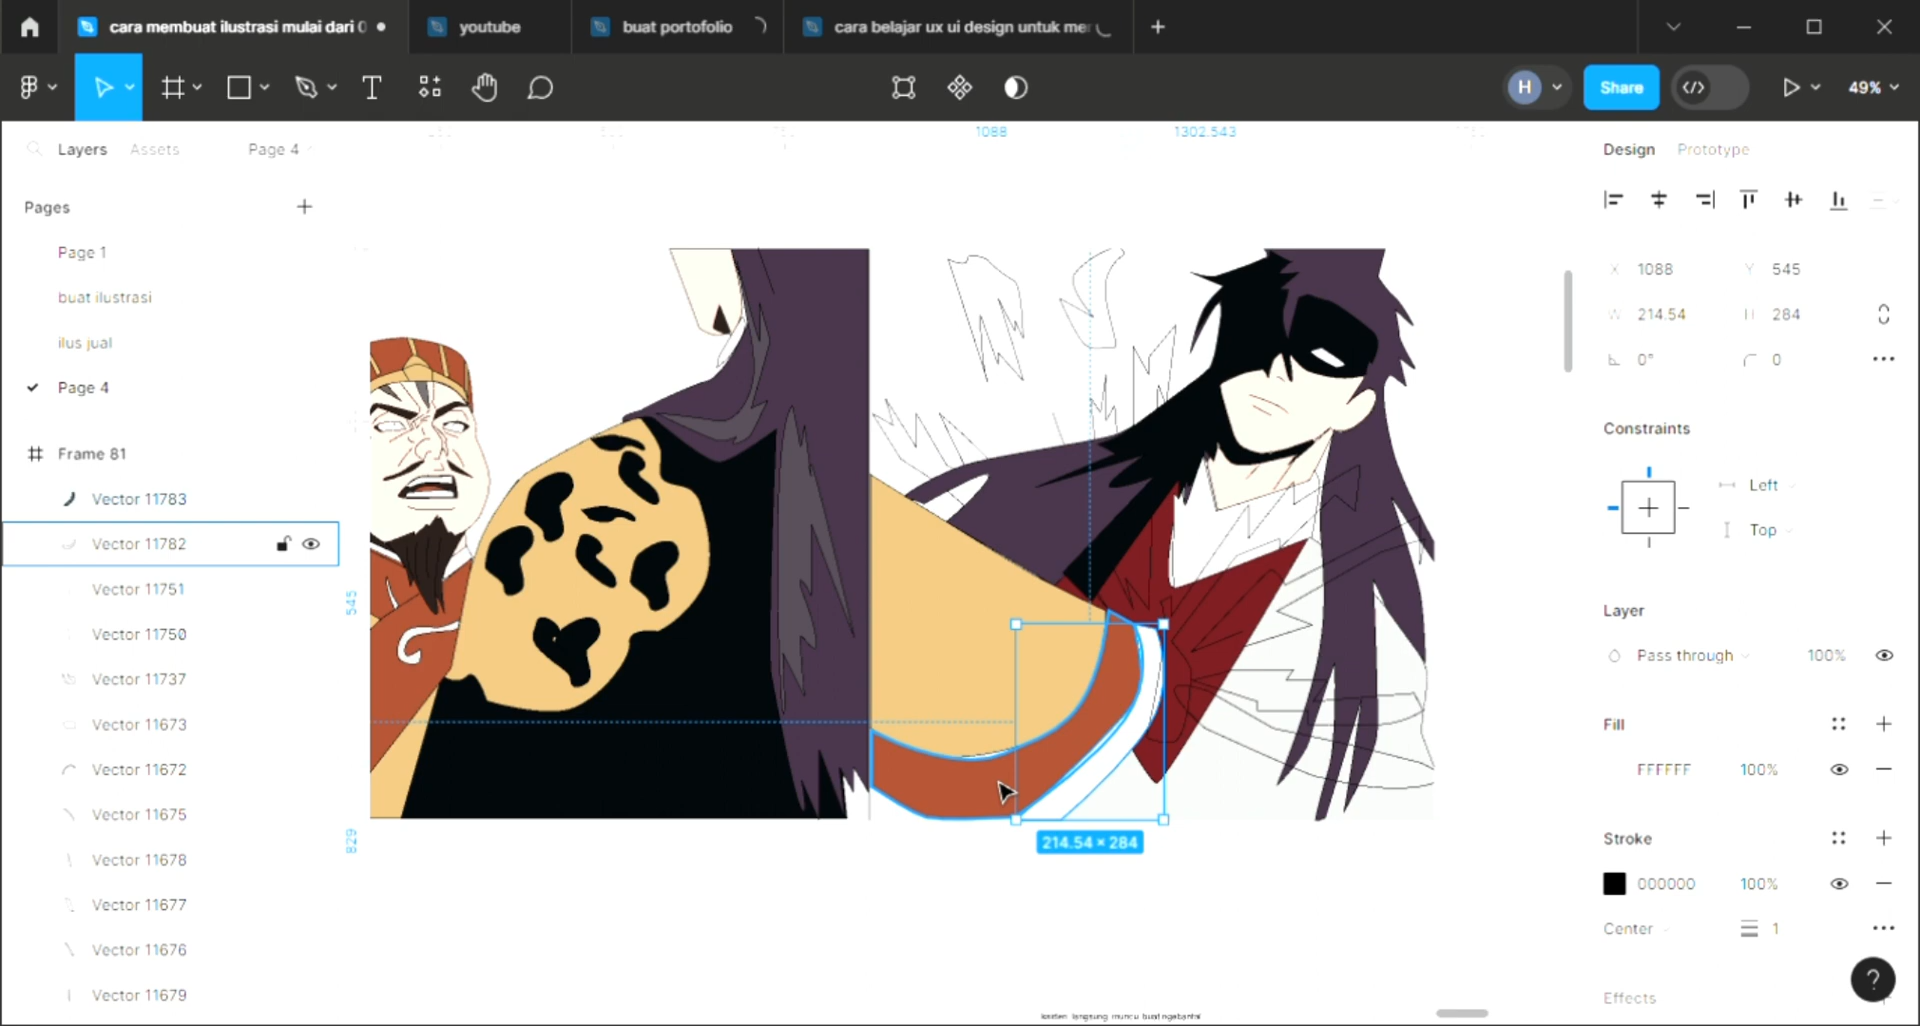 cara membuat ilustrasi mulai dari 0
youtube
buat portofolio
cara belajar ux ui design untuk me
H
Share
49%
Layers
Assets
Page 4
1088
1302.543
Design
Prototype
Pages
Page 1
buat ilustrasi
ilus jual
Page 4
Frame 81
Vector 11783
Vector 11782
Vector 11751
Vector 11750
Vector 11737
Vector 11673
Vector 11672
Vector 11675
Vector 11678
Vector 11677
Vector 11676
Vector 11679
545
829
214.54 × 284
X 1088
Y 545
W 214.54
H 284
0°
0
Constraints
Left
Top
Layer
Pass through
100%
Fill
FFFFFF
100%
Stroke
000000
100%
Center
1
Effects
?